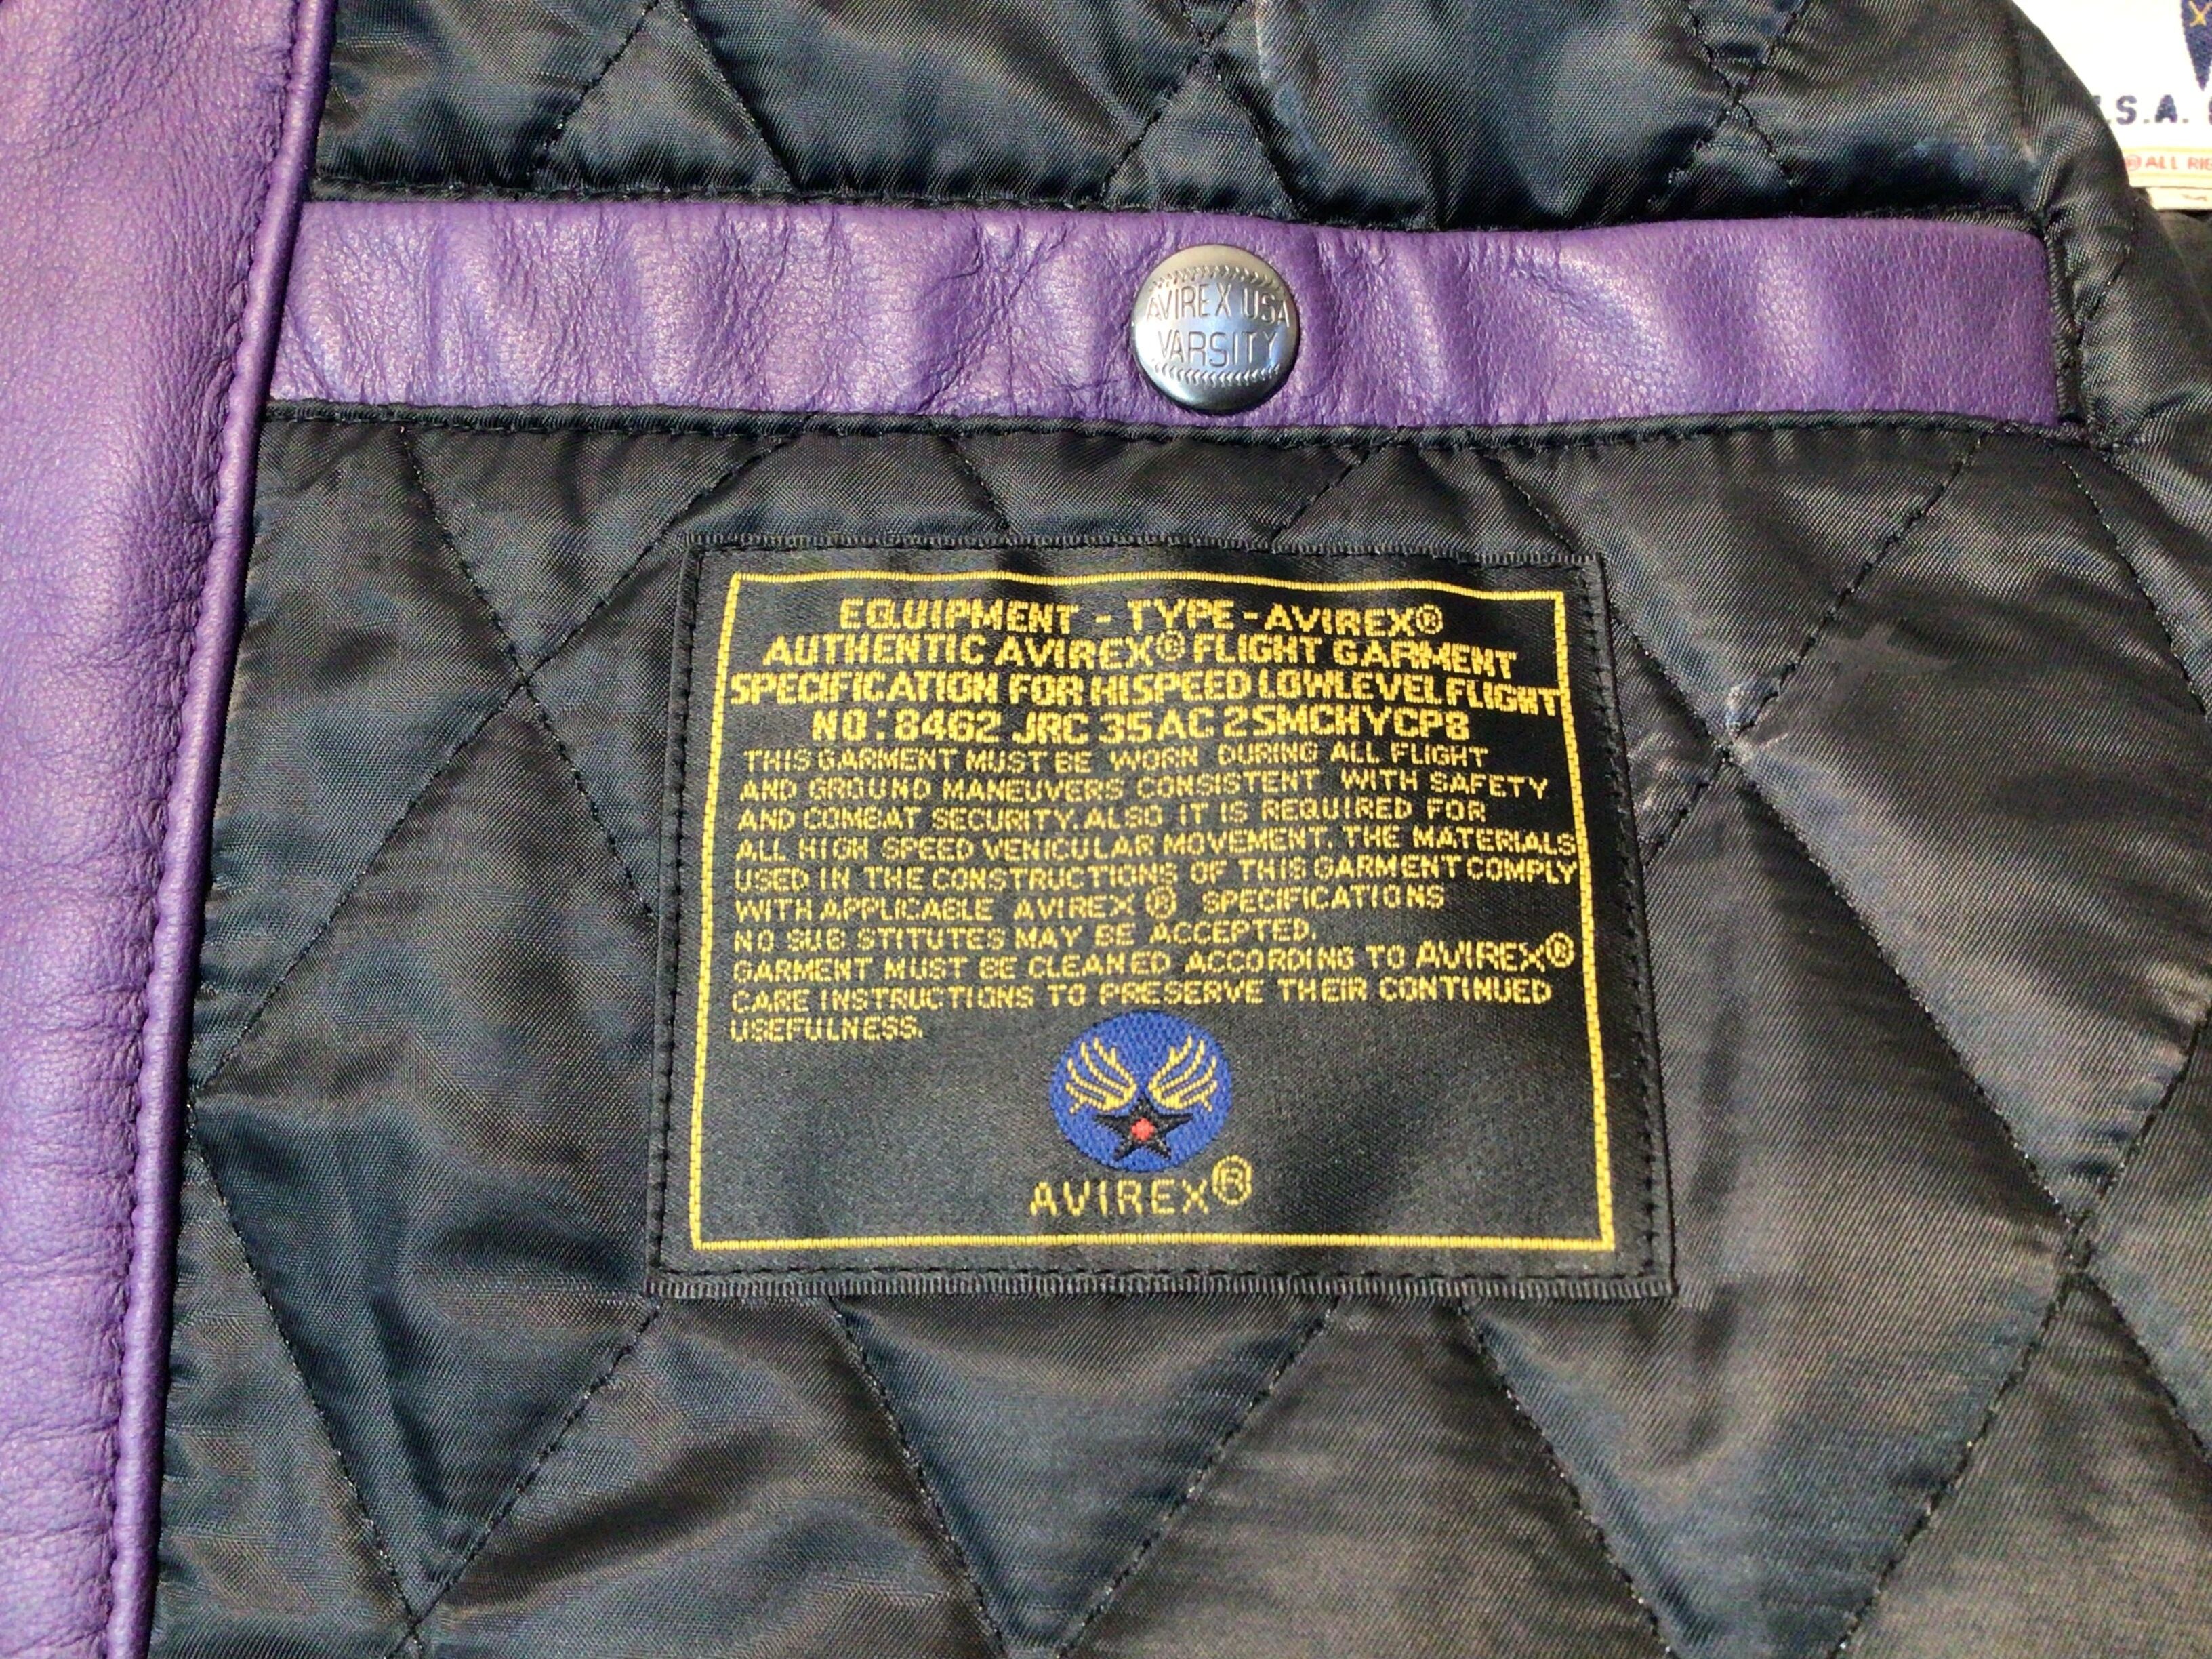 .S.A.
® ALL RIG
AVIREX USA
VARSITY
EQUIPMENT - TYPE - AVIREX®
AUTHENTIC AVIREX® FLIGHT GARMENT
SPECIFICATION FOR HI SPEED LOWLEVEL FLIGHT
NO: 8462 JRC 35AC 2SMCHYCP8
THIS GARMENT MUST BE WORN DURING ALL FLIGHT
AND GROUND MANEUVERS CONSISTENT WITH SAFETY
AND COMBAT SECURITY. ALSO IT IS REQUIRED FOR
ALL HIGH SPEED VEHICULAR MOVEMENT. THE MATERIALS
USED IN THE CONSTRUCTIONS OF THIS GARMENT COMPLY
WITH APPLICABLE AVIREX® SPECIFICATIONS
NO SUB STITUTES MAY BE ACCEPTED.
GARMENT MUST BE CLEANED ACCORDING TO AVIREX®
CARE INSTRUCTIONS TO PRESERVE THEIR CONTINUED
USEFULNESS.
AVIREX®